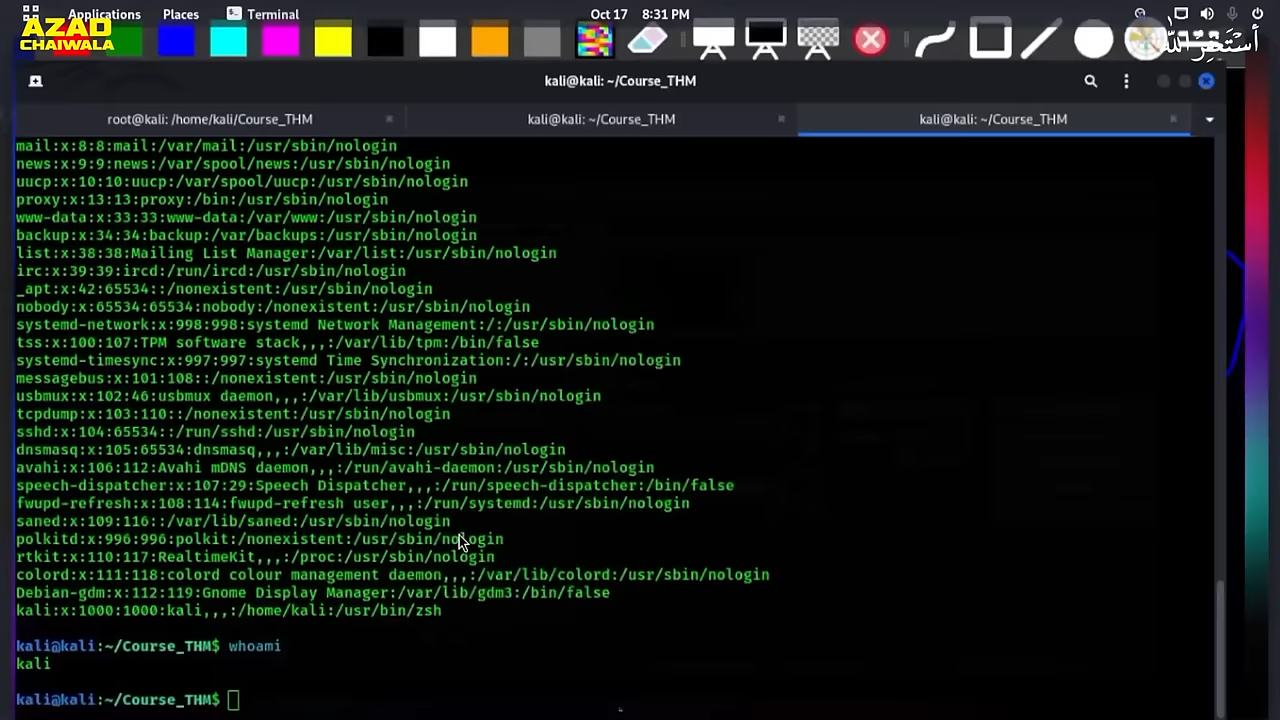 Applications Places Terminal Oct 17 8:31 PM
AZAD
CHAIWALA
أستغفر الله
kali@kali: ~/Course_THM
root@kali: /home/kali/Course_THM kali@kali: ~/Course_THM kali@kali: ~/Course_THM
mail:x:8:8:mail:/var/mail:/usr/sbin/nologin
news:x:9:9:news:/var/spool/news:/usr/sbin/nologin
uucp:x:10:10:uucp:/var/spool/uucp:/usr/sbin/nologin
proxy:x:13:13:proxy:/bin:/usr/sbin/nologin
www-data:x:33:33:www-data:/var/www:/usr/sbin/nologin
backup:x:34:34:backup:/var/backups:/usr/sbin/nologin
list:x:38:38:Mailing List Manager:/var/list:/usr/sbin/nologin
irc:x:39:39:ircd:/run/ircd:/usr/sbin/nologin
_apt:x:42:65534::/nonexistent:/usr/sbin/nologin
nobody:x:65534:65534:nobody:/nonexistent:/usr/sbin/nologin
systemd-network:x:998:998:systemd Network Management:/:/usr/sbin/nologin
tss:x:100:107:TPM software stack,,,:/var/lib/tpm:/bin/false
systemd-timesync:x:997:997:systemd Time Synchronization:/:/usr/sbin/nologin
messagebus:x:101:108::/nonexistent:/usr/sbin/nologin
usbmux:x:102:46:usbmux daemon,,,:/var/lib/usbmux:/usr/sbin/nologin
tcpdump:x:103:110::/nonexistent:/usr/sbin/nologin
sshd:x:104:65534::/run/sshd:/usr/sbin/nologin
dnsmasq:x:105:65534:dnsmasq,,,:/var/lib/misc:/usr/sbin/nologin
avahi:x:106:112:Avahi mDNS daemon,,,:/run/avahi-daemon:/usr/sbin/nologin
speech-dispatcher:x:107:29:Speech Dispatcher,,,:/run/speech-dispatcher:/bin/false
fwupd-refresh:x:108:114:fwupd-refresh user,,,:/run/systemd:/usr/sbin/nologin
saned:x:109:116::/var/lib/saned:/usr/sbin/nologin
polkitd:x:996:996:polkit:/nonexistent:/usr/sbin/nologin
rtkit:x:110:117:RealtimeKit,,,:/proc:/usr/sbin/nologin
colord:x:111:118:colord colour management daemon,,,:/var/lib/colord:/usr/sbin/nologin
Debian-gdm:x:112:119:Gnome Display Manager:/var/lib/gdm3:/bin/false
kali:x:1000:1000:kali,,,:/home/kali:/usr/bin/zsh
kali@kali:~/Course_THM$ whoami
kali
kali@kali:~/Course_THM$